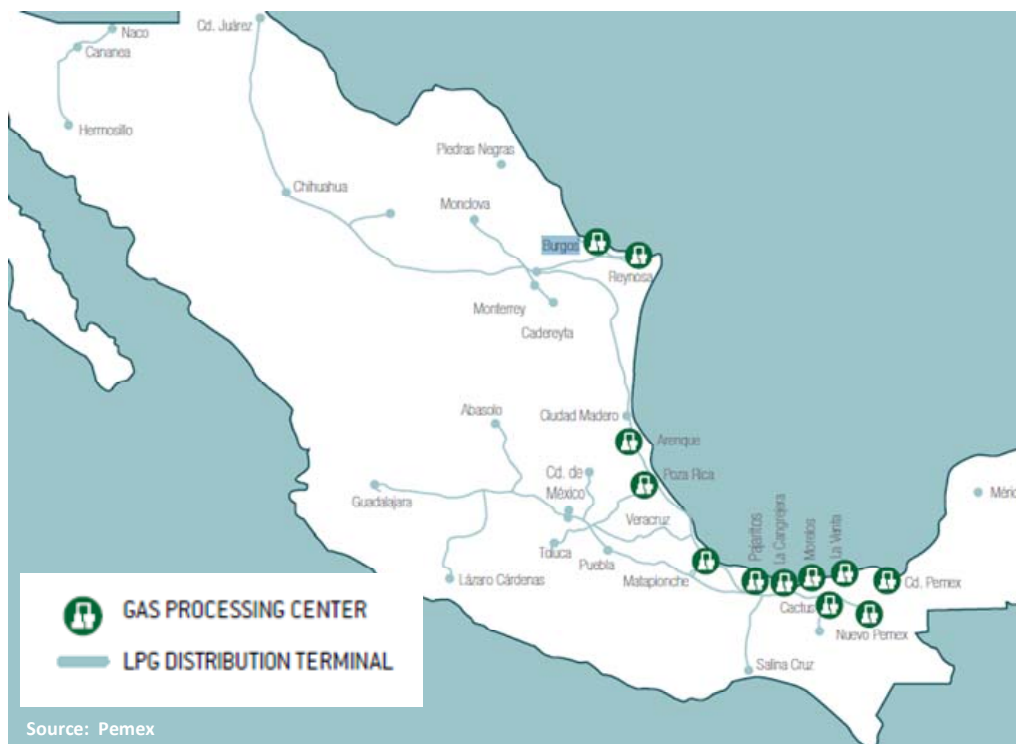 Naco
Cd. Juárez
Cananea
Hermosillo
Piedras Negras
Chihuahua
Monclova
Burgos
Reynosa
Monterrey
Cadereyta
Abasolo
Ciudad Madero
Arenque
Cd. de
México
Poza Rica
Guadalajara
Veracruz
Pajaritos
La Cangrejera
Morelos
La Venta
Méric
Toluca
Puebla
Matapionche
Lázaro Cárdenas
Cd. Pemex
Cactus
Nuevo Pemex
Salina Cruz
GAS PROCESSING CENTER
LPG DISTRIBUTION TERMINAL
Source: Pemex